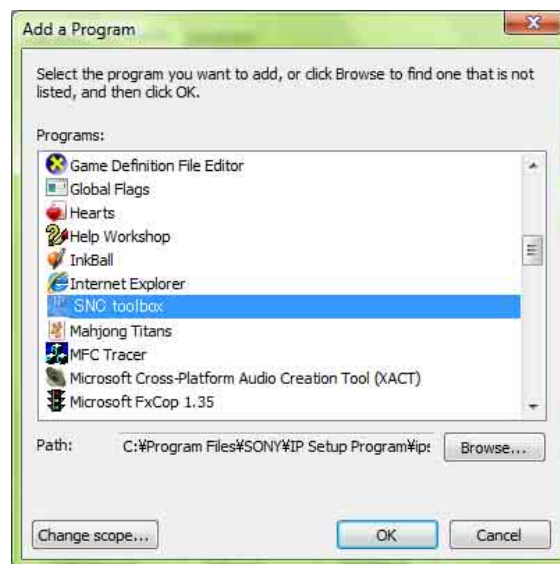 Add a Program
Select the program you want to add, or click Browse to find one that is not
listed, and then click OK.
Programs:
Game Definition File Editor
Global Flags
Hearts
Help Workshop
InkBall
Internet Explorer
SNC toolbox
Mahjong Titans
MFC Tracer
Microsoft Cross-Platform Audio Creation Tool (XACT)
Microsoft FxCop 1.35
Path: C:¥Program Files¥SONY¥IP Setup Program¥ips Browse...
Change scope... OK Cancel